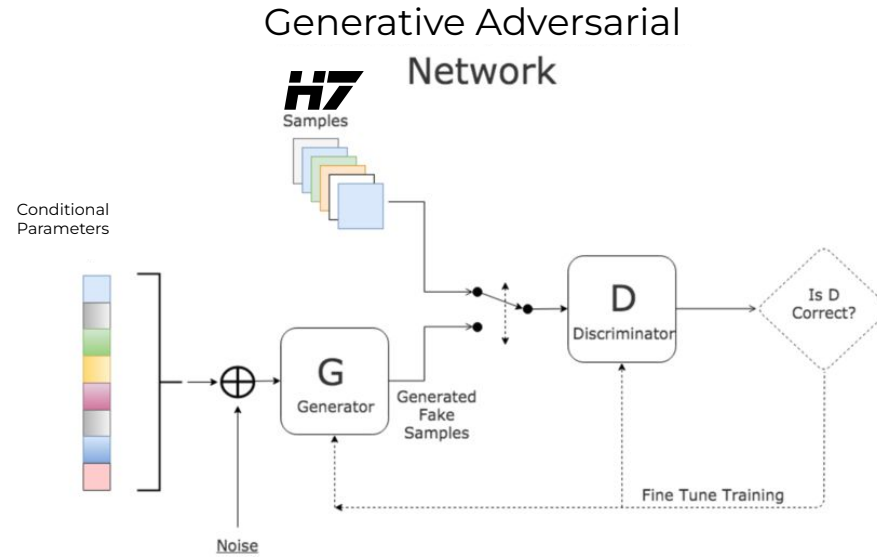 Generative Adversarial
Network
H7
Samples
Conditional
Parameters
Is D
Correct?
D
Discriminator
G
Generator
Generated
Fake
Samples
Fine Tune Training
Noise